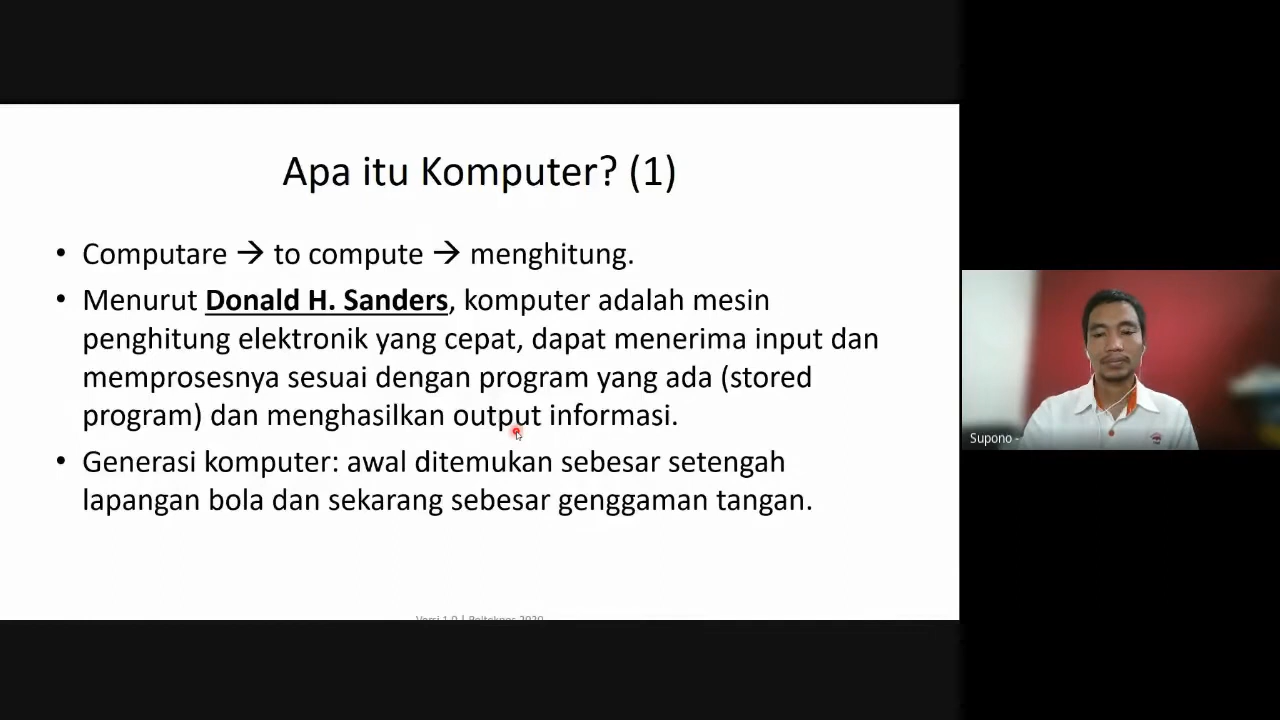 Apa itu Komputer? (1)
• Computare → to compute → menghitung.
• Menurut Donald H. Sanders, komputer adalah mesin
penghitung elektronik yang cepat, dapat menerima input dan
memprosesnya sesuai dengan program yang ada (stored
program) dan menghasilkan output informasi.
• Generasi komputer: awal ditemukan sebesar setengah
lapangan bola dan sekarang sebesar genggaman tangan.
Supono -